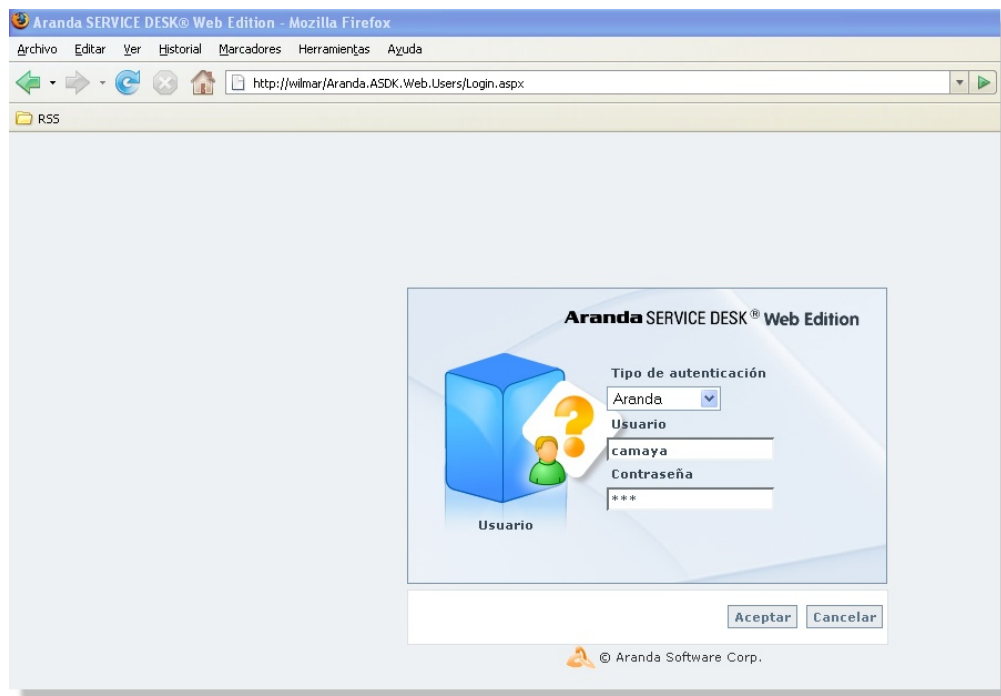 Aranda SERVICE DESK® Web Edition - Mozilla Firefox
Archivo Editar Ver Historial Marcadores Herramientas Ayuda
http://wilmar/Aranda.ASDK.Web.Users/Login.aspx
RSS
Aranda SERVICE DESK® Web Edition
Tipo de autenticación
Aranda
Usuario
camaya
Contraseña
***
Usuario
Aceptar Cancelar
© Aranda Software Corp.